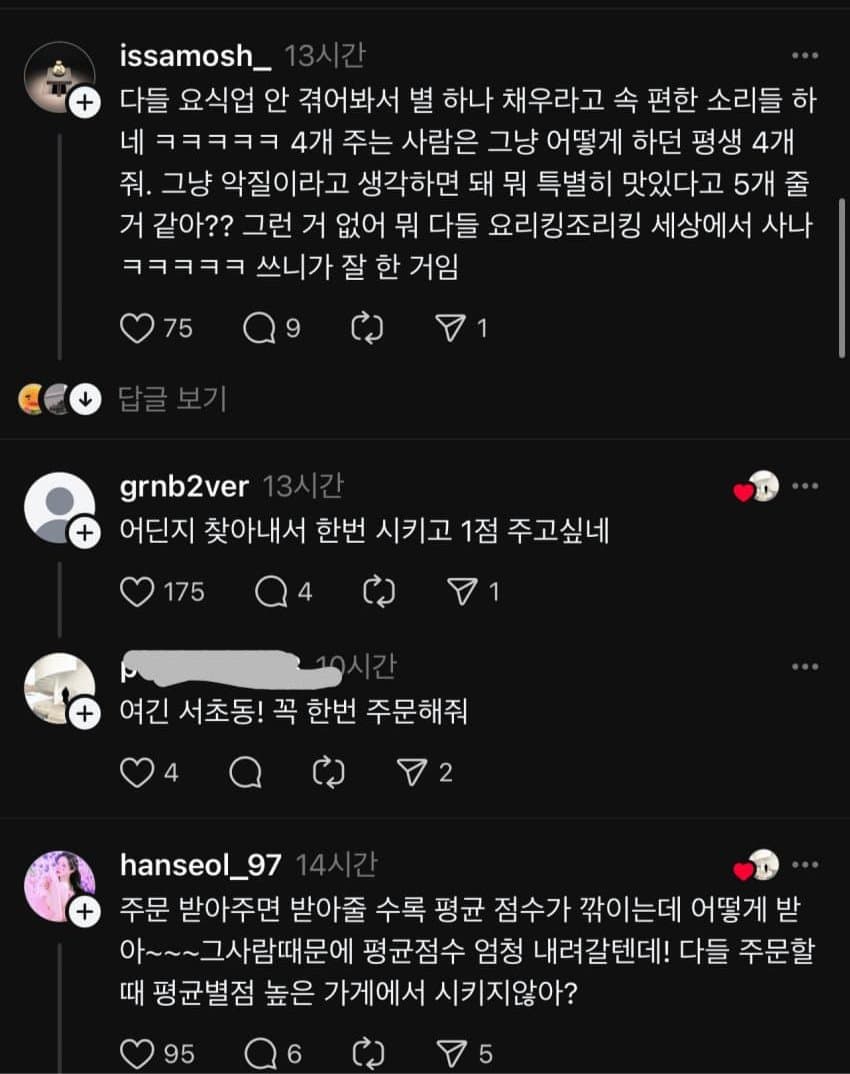 issamosh_ 13시간
다들 요식업 안 겪어봐서 별 하나 채우라고 속 편한 소리들 하
네 ㅋㅋㅋㅋㅋ 4개 주는 사람은 그냥 어떻게 하던 평생 4개
줘. 그냥 악질이라고 생각하면 돼 뭐 특별히 맛있다고 5개 줄
거 같아?? 그런 거 없어 뭐 다들 요리킹조리킹 세상에서 사나
ㅋㅋㅋㅋㅋ 쓰니가 잘 한 거임
75 9 1
답글 보기
grnb2ver 13시간
어딘지 찾아내서 한번 시키고 1점 주고싶네
175 4 1
10시간
여긴 서초동! 꼭 한번 주문해줘
4 2
hanseol_97 14시간
주문 받아주면 받아줄 수록 평균 점수가 깎이는데 어떻게 받
아~~~그사람때문에 평균점수 엄청 내려갈텐데! 다들 주문할
때 평균별점 높은 가게에서 시키지않아?
95 6 5